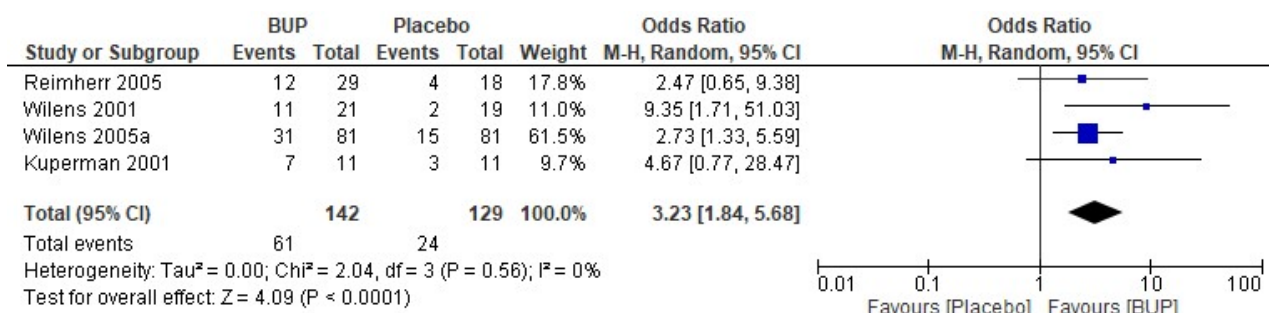 BUP Placebo Odds Ratio Odds Ratio
Study or Subgroup Events Total Events Total Weight M-H, Random, 95% CI M-H, Random, 95% CI
Reimherr 2005 12 29 4 18 17.8% 2.47 [0.65, 9.38]
Wilens 2001 11 21 2 19 11.0% 9.35 [1.71, 51.03]
Wilens 2005a 31 81 15 81 61.5% 2.73 [1.33, 5.59]
Kuperman 2001 7 11 3 11 9.7% 4.67 [0.77, 28.47]
Total (95% CI) 142 129 100.0% 3.23 [1.84, 5.68]
Total events 61 24
Heterogeneity: Tau² = 0.00; Chi² = 2.04, df = 3 (P = 0.56); I² = 0%
Test for overall effect: Z = 4.09 (P < 0.0001)
0.01 0.1 1 10 100
Favours [Placebo] Favours [BUP]